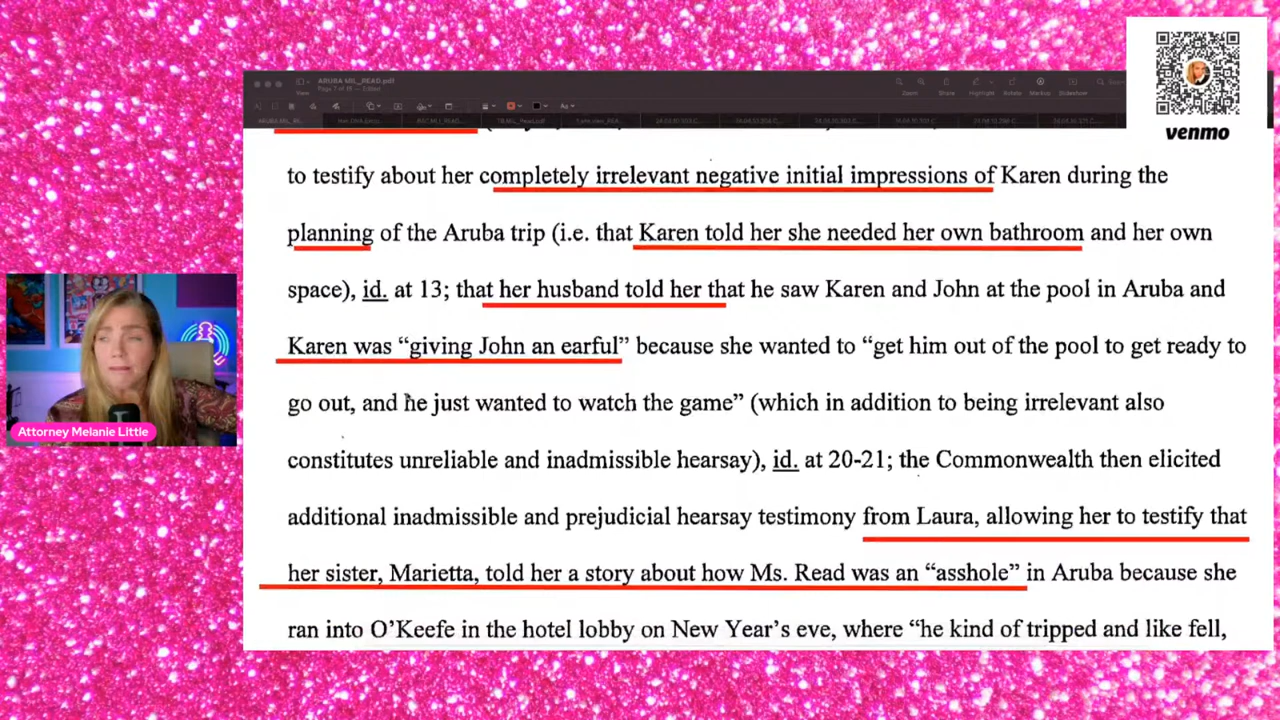 venmo
ARUBA MIL_READ.pdf
to testify about her completely irrelevant negative initial impressions of Karen during the
planning of the Aruba trip (i.e. that Karen told her she needed her own bathroom and her own
space), id. at 13; that her husband told her that he saw Karen and John at the pool in Aruba and
Karen was “giving John an earful” because she wanted to “get him out of the pool to get ready to
go out, and he just wanted to watch the game” (which in addition to being irrelevant also
constitutes unreliable and inadmissible hearsay), id. at 20-21; the Commonwealth then elicited
additional inadmissible and prejudicial hearsay testimony from Laura, allowing her to testify that
her sister, Marietta, told her a story about how Ms. Read was an “asshole” in Aruba because she
ran into O’Keefe in the hotel lobby on New Year’s eve, where “he kind of tripped and like fell,
Attorney Melanie Little